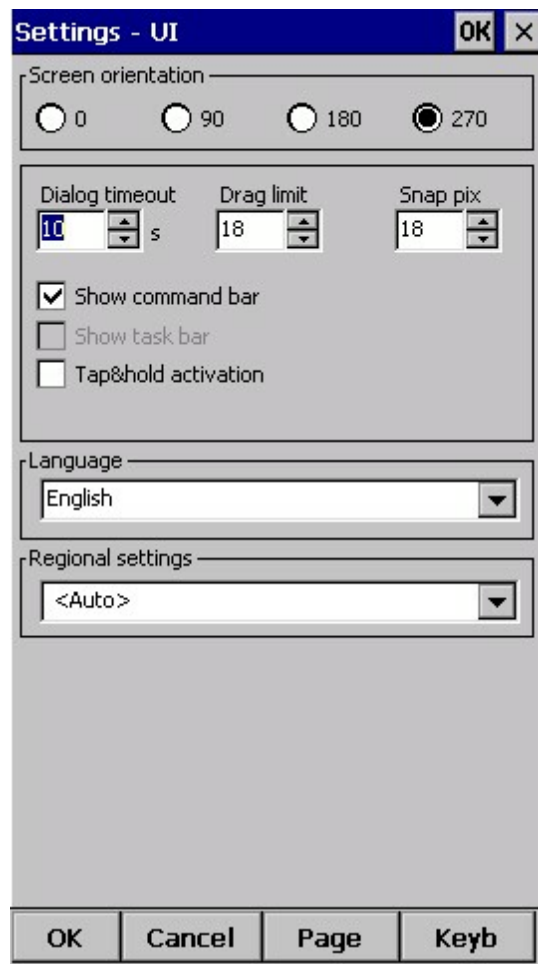 Settings - UI OK
Screen orientation
0 90 180 270
Dialog timeout Drag limit Snap pix
10 s 18 18
Show command bar
Show task bar
Tap&hold activation
Language
English
Regional settings
<Auto>
OK Cancel Page Keyb